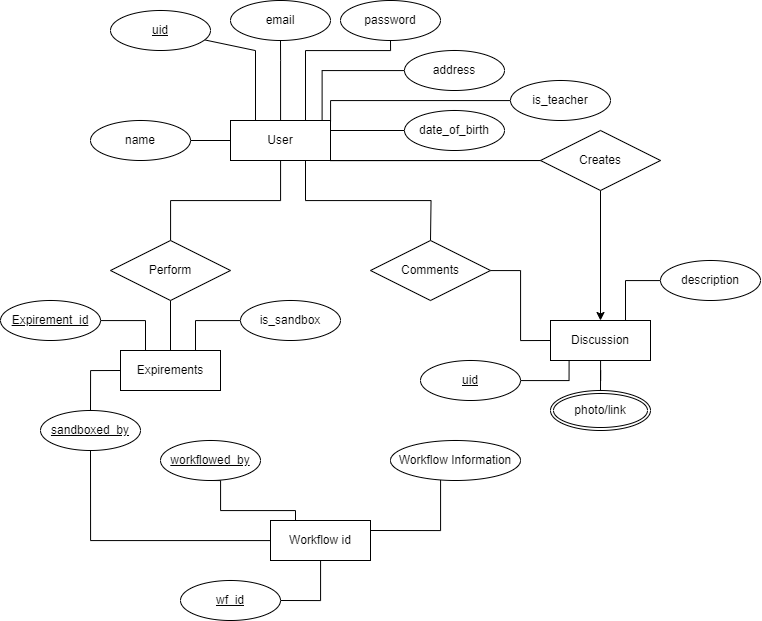 email
password
uid
address
is_teacher
date_of_birth
name
User
Creates
Perform
Comments
description
Expirement_id
is_sandbox
Discussion
Expirements
uid
photo/link
sandboxed_by
workflowed_by
Workflow Information
Workflow id
wf_id